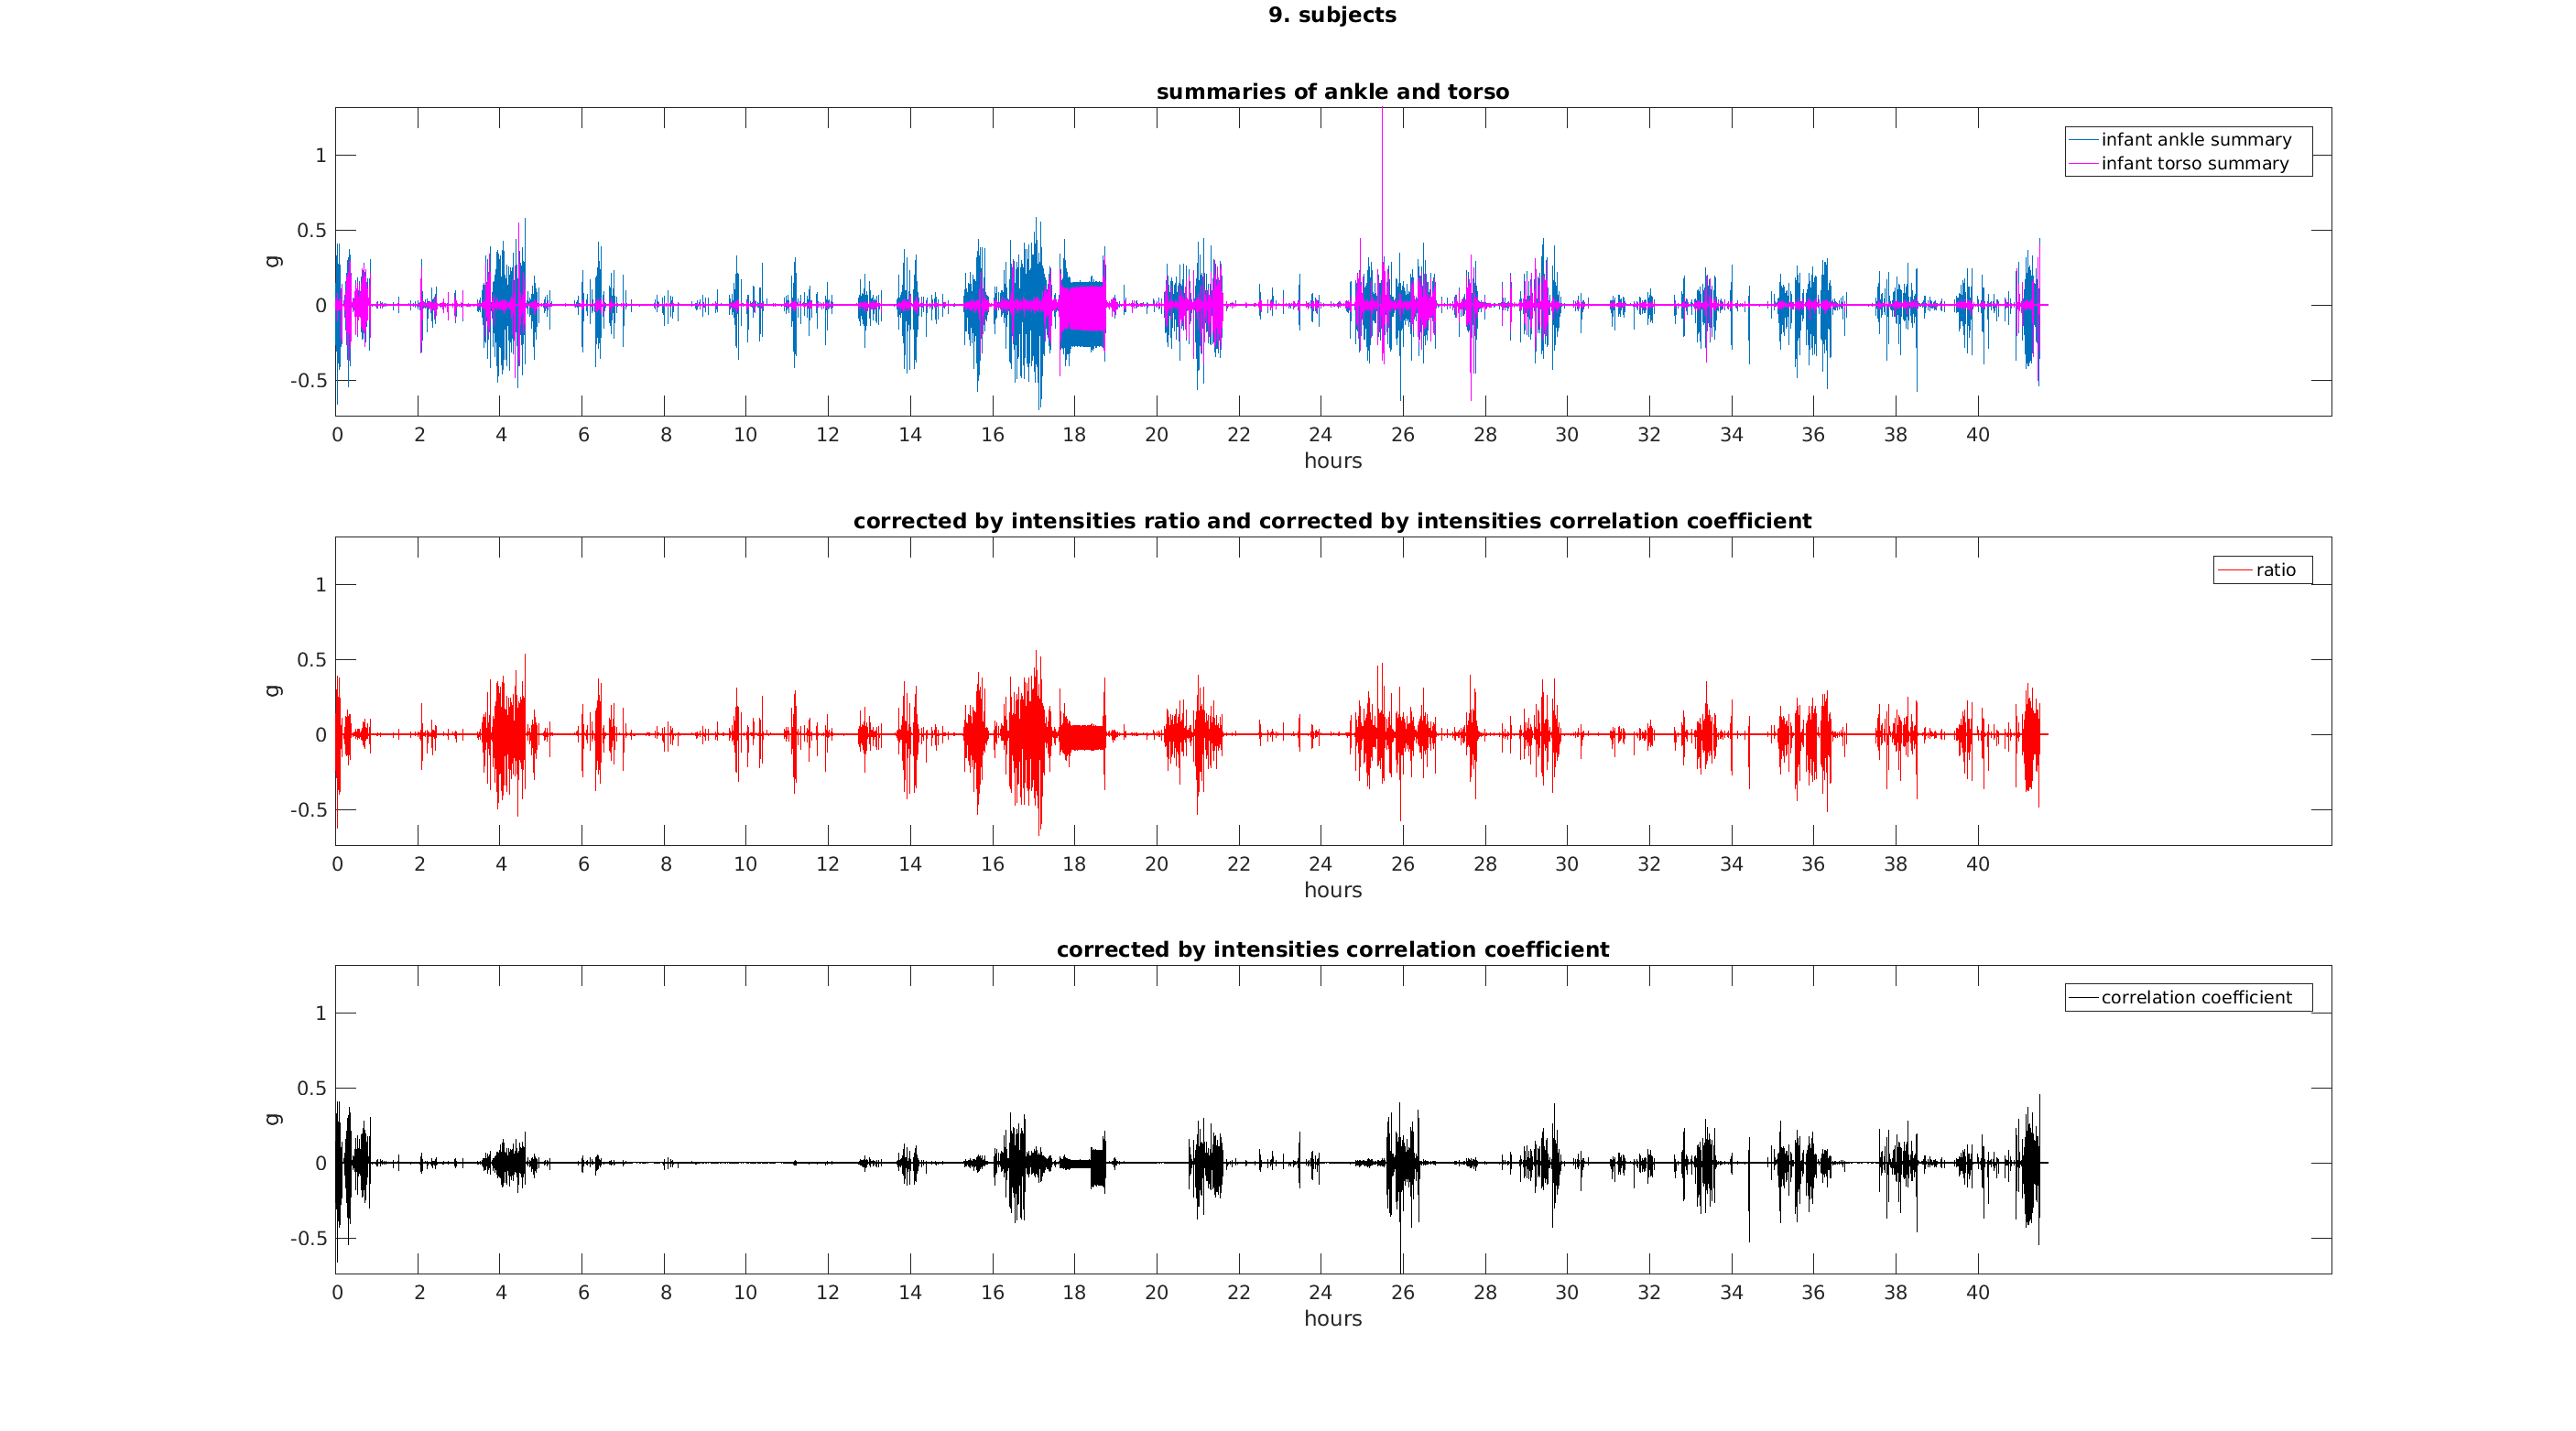 9. subjects
summaries of ankle and torso
infant ankle summary
infant torso summary
1
0.5
0
-0.5
g
0 2 4 6 8 10 12 14 16 18 20 22 24 26 28 30 32 34 36 38 40
hours
corrected by intensities ratio and corrected by intensities correlation coefficient
ratio
1
0.5
0
-0.5
g
0 2 4 6 8 10 12 14 16 18 20 22 24 26 28 30 32 34 36 38 40
hours
corrected by intensities correlation coefficient
correlation coefficient
1
0.5
0
-0.5
g
0 2 4 6 8 10 12 14 16 18 20 22 24 26 28 30 32 34 36 38 40
hours